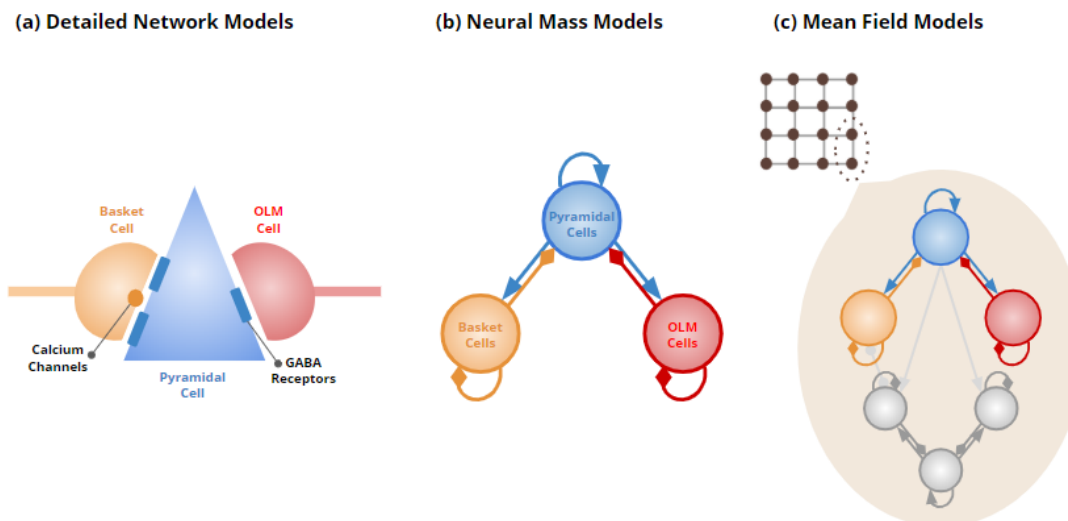 (a) Detailed Network Models
(b) Neural Mass Models
(c) Mean Field Models
Basket
Cell
OLM
Cell
Calcium
Channels
Pyramidal
Cell
GABA
Receptors
Pyramidal
Cells
Basket
Cells
OLM
Cells